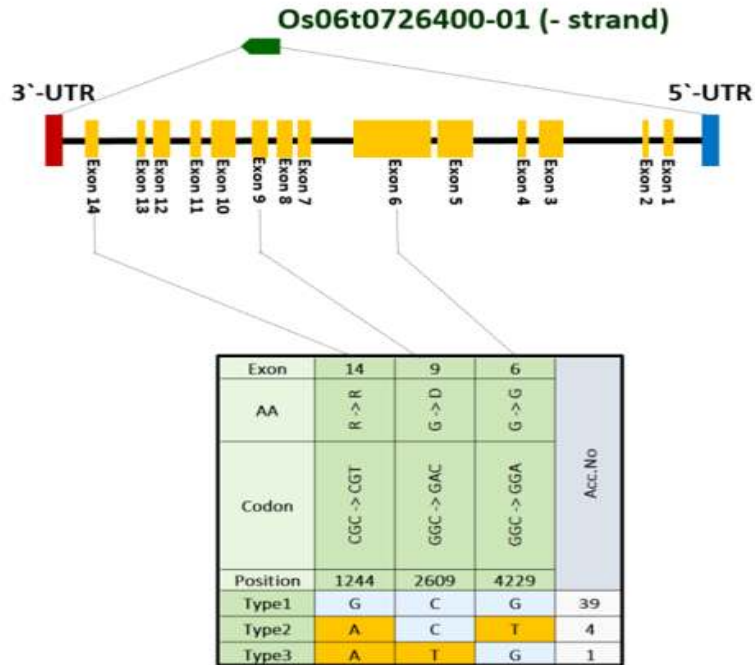 Os06t0726400-01 (- strand)
3`-UTR
5`-UTR
Exon 14
Exon 13
Exon 12
Exon 11
Exon 10
Exon 9
Exon 8
Exon 7
Exon 6
Exon 5
Exon 4
Exon 3
Exon 2
Exon 1
Exon 14 9 6 Acc.No
AA R -> R G -> D G -> G
Codon CGC -> CGT GGC -> GAC GGC -> GGA
Position 1244 2609 4229
Type1 G C G 39
Type2 A C T 4
Type3 A T G 1